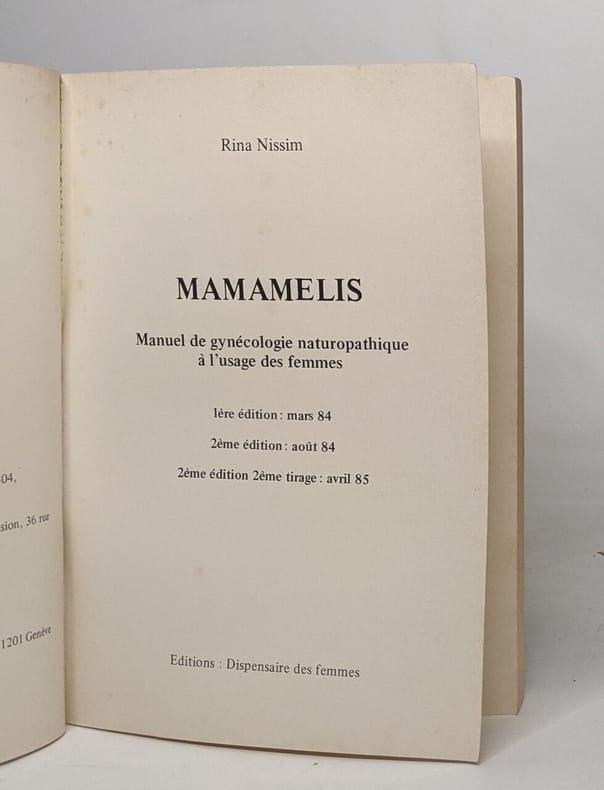 04,
sion, 36 rue
1201 Genève
Rina Nissim
MAMAMELIS
Manuel de gynécologie naturopathique
à l'usage des femmes
1ère édition : mars 84
2ème édition : août 84
2ème édition 2ème tirage : avril 85
Editions : Dispensaire des femmes